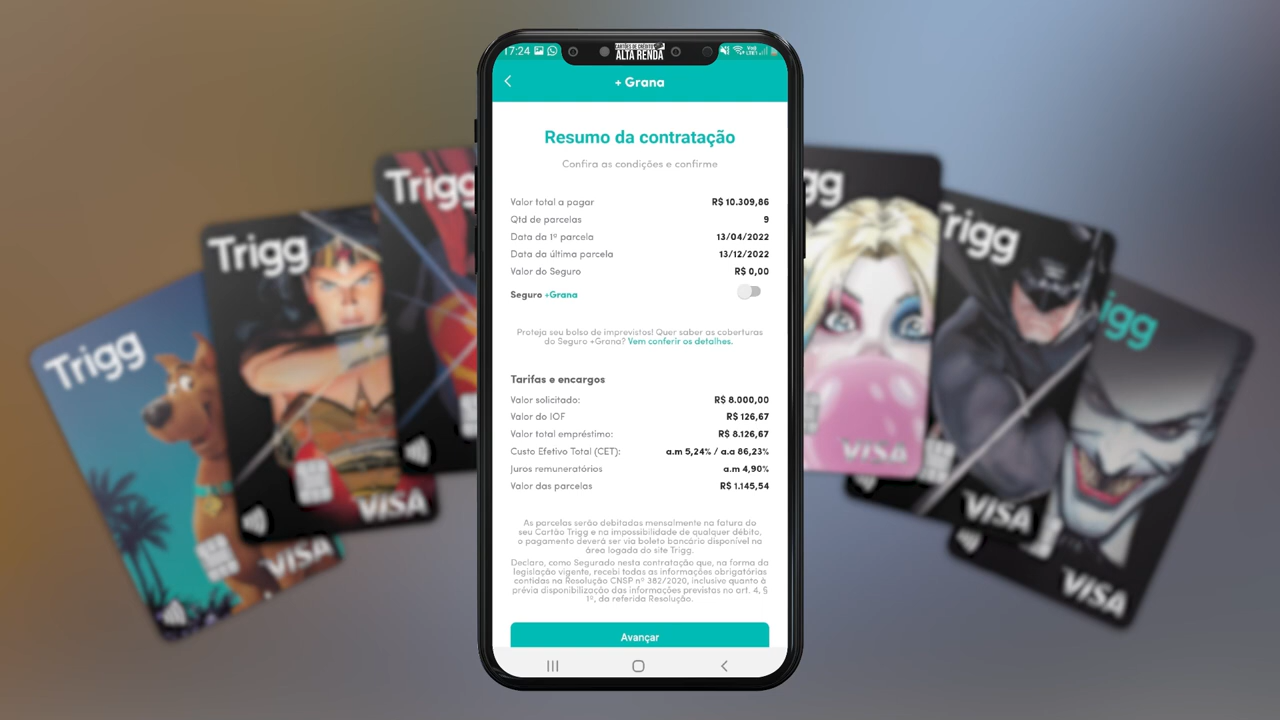 17:24
CARTÕES DE CRÉDITO
ALTA RENDA
+ Grana
Resumo da contratação
Confira as condições e confirme
Valor total a pagar R$ 10.309,86
Qtd de parcelas 9
Data da 1º parcela 13/04/2022
Data da última parcela 13/12/2022
Valor do Seguro R$ 0,00
Seguro +Grana
Proteja seu bolso de imprevistos! Quer saber as coberturas
do Seguro +Grana? Vem conferir os detalhes.
Tarifas e encargos
Valor solicitado: R$ 8.000,00
Valor do IOF R$ 126,67
Valor total empréstimo: R$ 8.126,67
Custo Efetivo Total (CET): a.m 5,24% / a.a 86,23%
Juros remuneratórios a.m 4,90%
Valor das parcelas R$ 1.145,54
As parcelas serão debitadas mensalmente na fatura do
seu Cartão Trigg e na impossibilidade de qualquer débito,
o pagamento deverá ser via boleto bancário disponível na
área logada do site Trigg.
Declaro, como Segurado nesta contratação que, na forma da
legislação vigente, recebi todas as informações obrigatórias
contidas na Resolução CNSP nº 382/2020, inclusive quanto à
prévia disponibilização das informações previstas no art. 4, §
1º, da referida Resolução.
Avançar
Trigg
VISA
Trigg
VISA
Trigg
gg
VISA
Trigg
VISA
igg
VISA